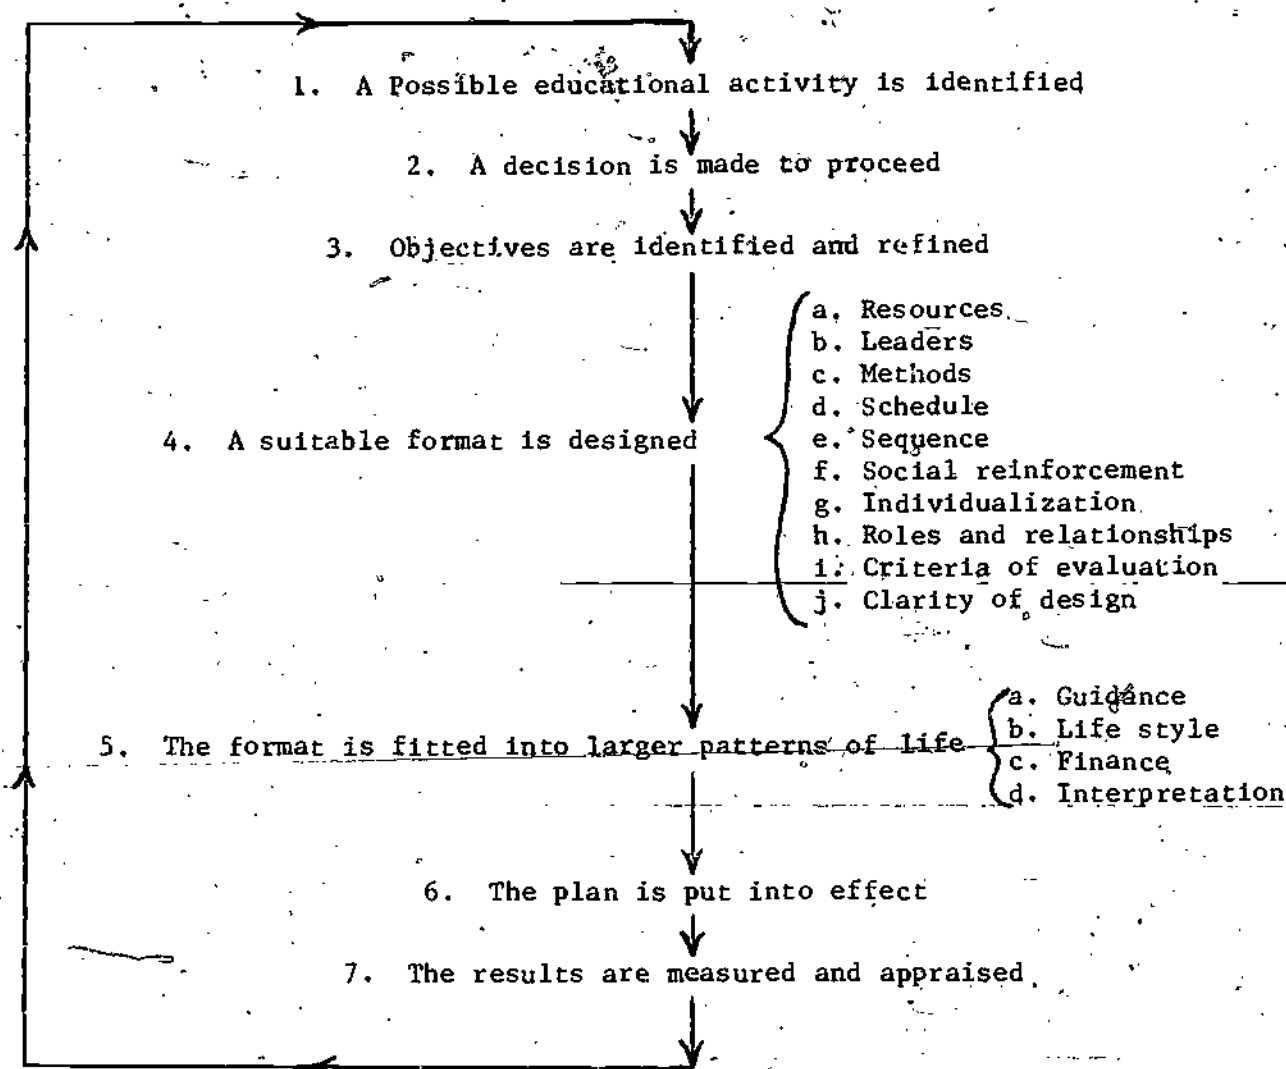 1. A Possible educational activity is identified
2. A decision is made to proceed
3. Objectives are identified and refined
4. A suitable format is designed
a. Resources
b. Leaders
c. Methods
d. Schedule
e. Sequence
f. Social reinforcement
g. Individualization
h. Roles and relationships
i. Criteria of evaluation
j. Clarity of design
5. The format is fitted into larger patterns of life
a. Guidance
b. Life style
c. Finance
d. Interpretation
6. The plan is put into effect
7. The results are measured and appraised